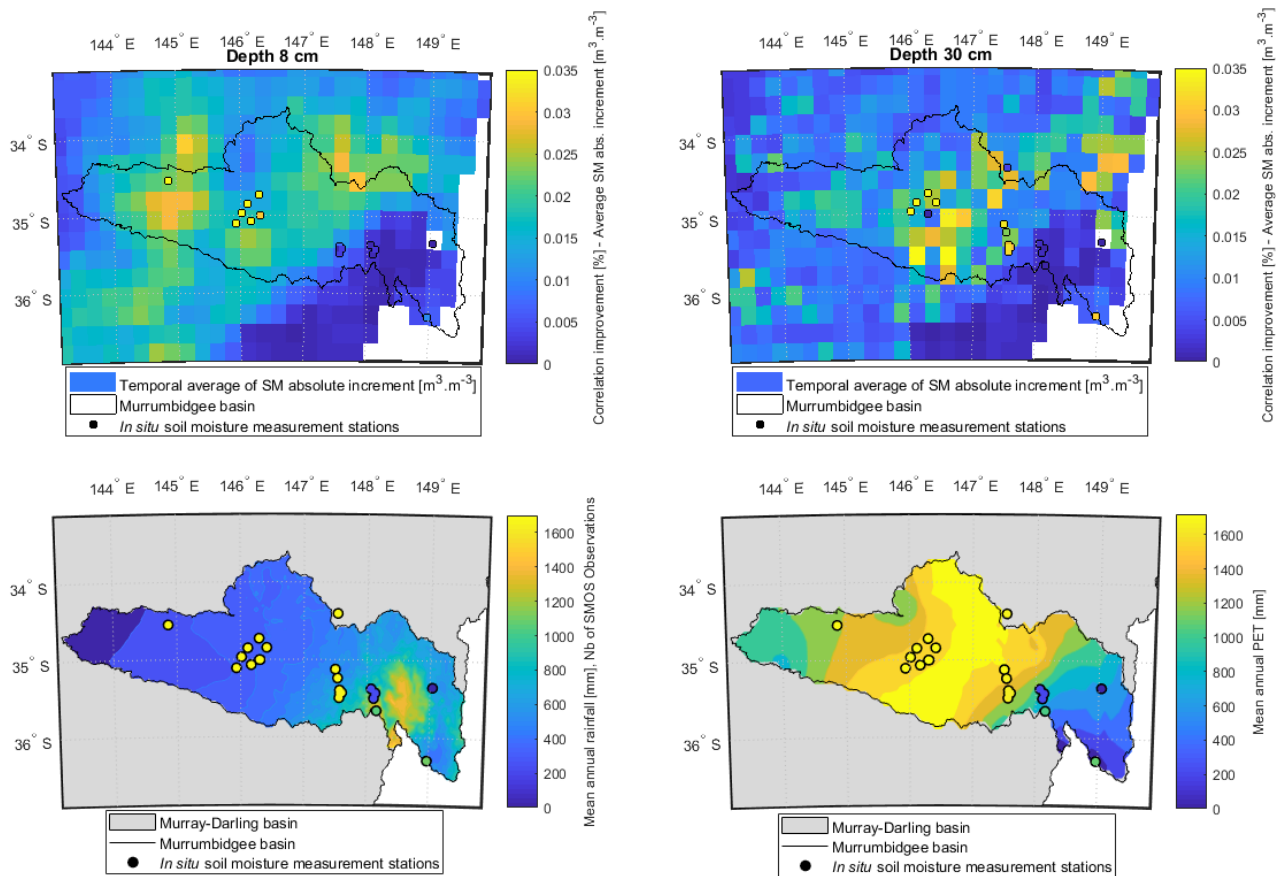 144° E 145° E 146° E 147° E 148° E 149° E
Depth 8 cm
34° S
35° S
36° S
0.035
0.03
0.025
0.02
0.015
0.01
0.005
0
Correlation improvement [%] - Average SM abs. increment [m³.m⁻³]
Temporal average of SM absolute increment [m³.m⁻³]
Murrumbidgee basin
In situ soil moisture measurement stations
144° E 145° E 146° E 147° E 148° E 149° E
Depth 30 cm
34° S
35° S
36° S
0.035
0.03
0.025
0.02
0.015
0.01
0.005
0
Correlation improvement [%] - Average SM abs. increment [m³.m⁻³]
Temporal average of SM absolute increment [m³.m⁻³]
Murrumbidgee basin
In situ soil moisture measurement stations
144° E 145° E 146° E 147° E 148° E 149° E
34° S
35° S
36° S
1600
1400
1200
1000
800
600
400
200
0
Mean annual rainfall [mm], Nb of SMOS Observations
Murray-Darling basin
Murrumbidgee basin
In situ soil moisture measurement stations
144° E 145° E 146° E 147° E 148° E 149° E
34° S
35° S
36° S
1600
1400
1200
1000
800
600
400
200
0
Mean annual PET [mm]
Murray-Darling basin
Murrumbidgee basin
In situ soil moisture measurement stations